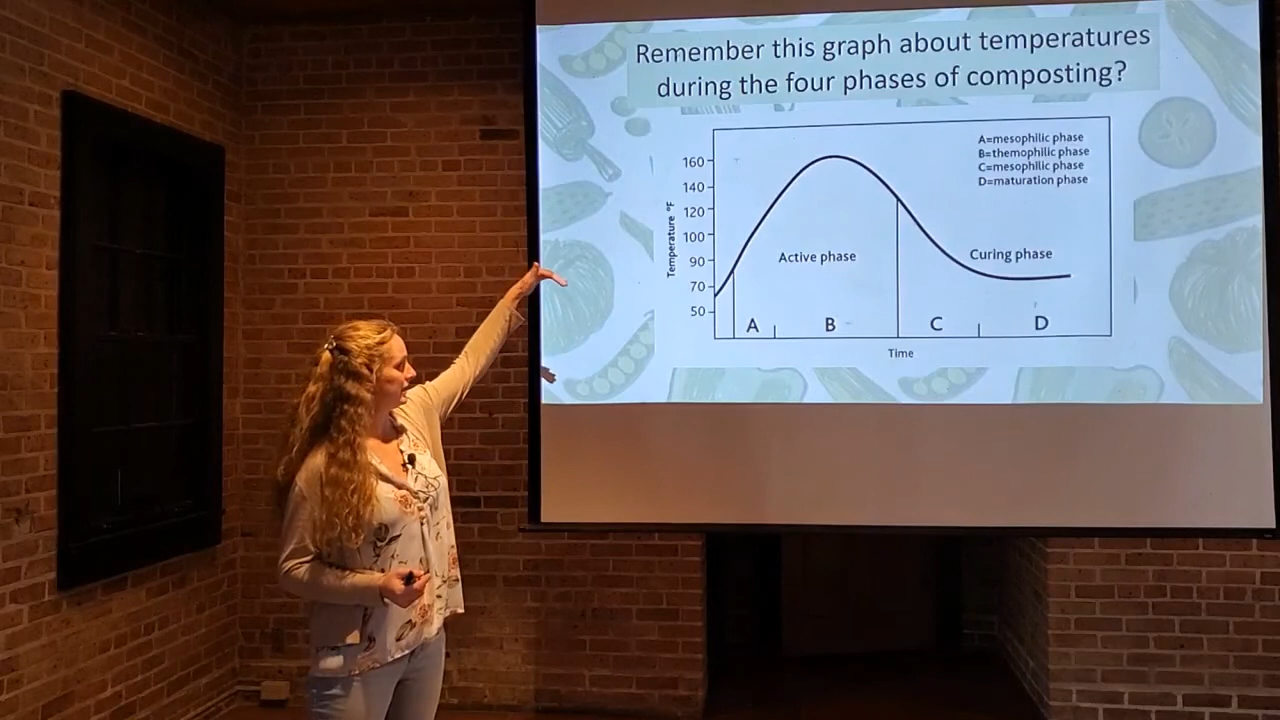 Remember this graph about temperatures
during the four phases of composting?
A=mesophilic phase
B=themophilic phase
C=mesophilic phase
D=maturation phase
160
140
120
100
90
70
50
Temperature °F
Active phase
Curing phase
A
B
C
D
Time